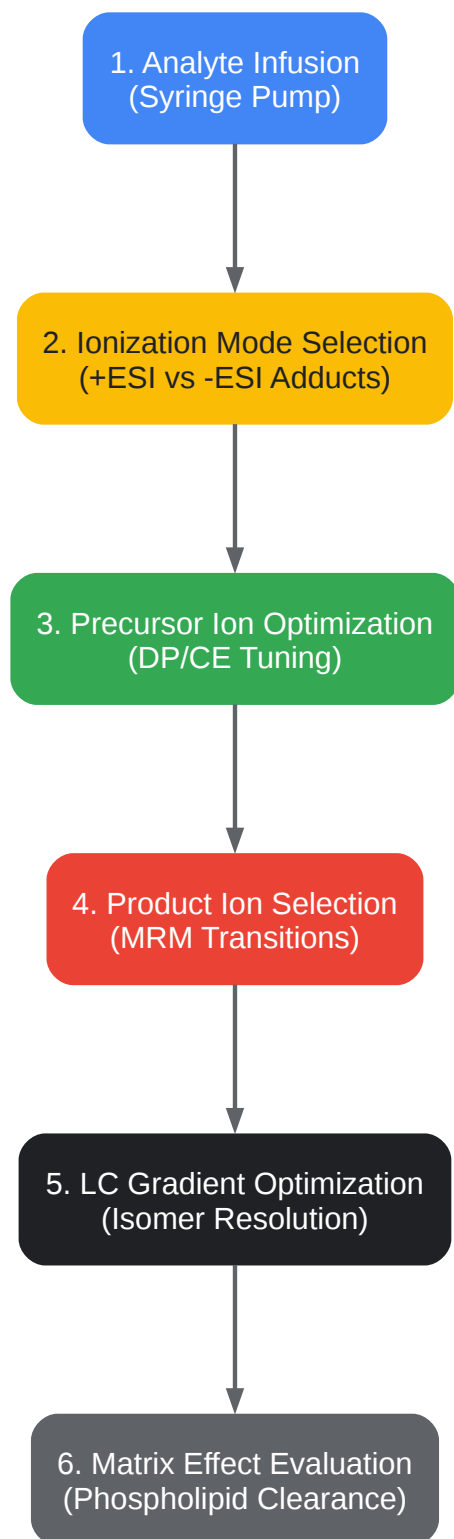 1. Analyte Infusion
(Syringe Pump)
2. Ionization Mode Selection
(+ESI vs -ESI Adducts)
3. Precursor Ion Optimization
(DP/CE Tuning)
4. Product Ion Selection
(MRM Transitions)
5. LC Gradient Optimization
(Isomer Resolution)
6. Matrix Effect Evaluation
(Phospholipid Clearance)